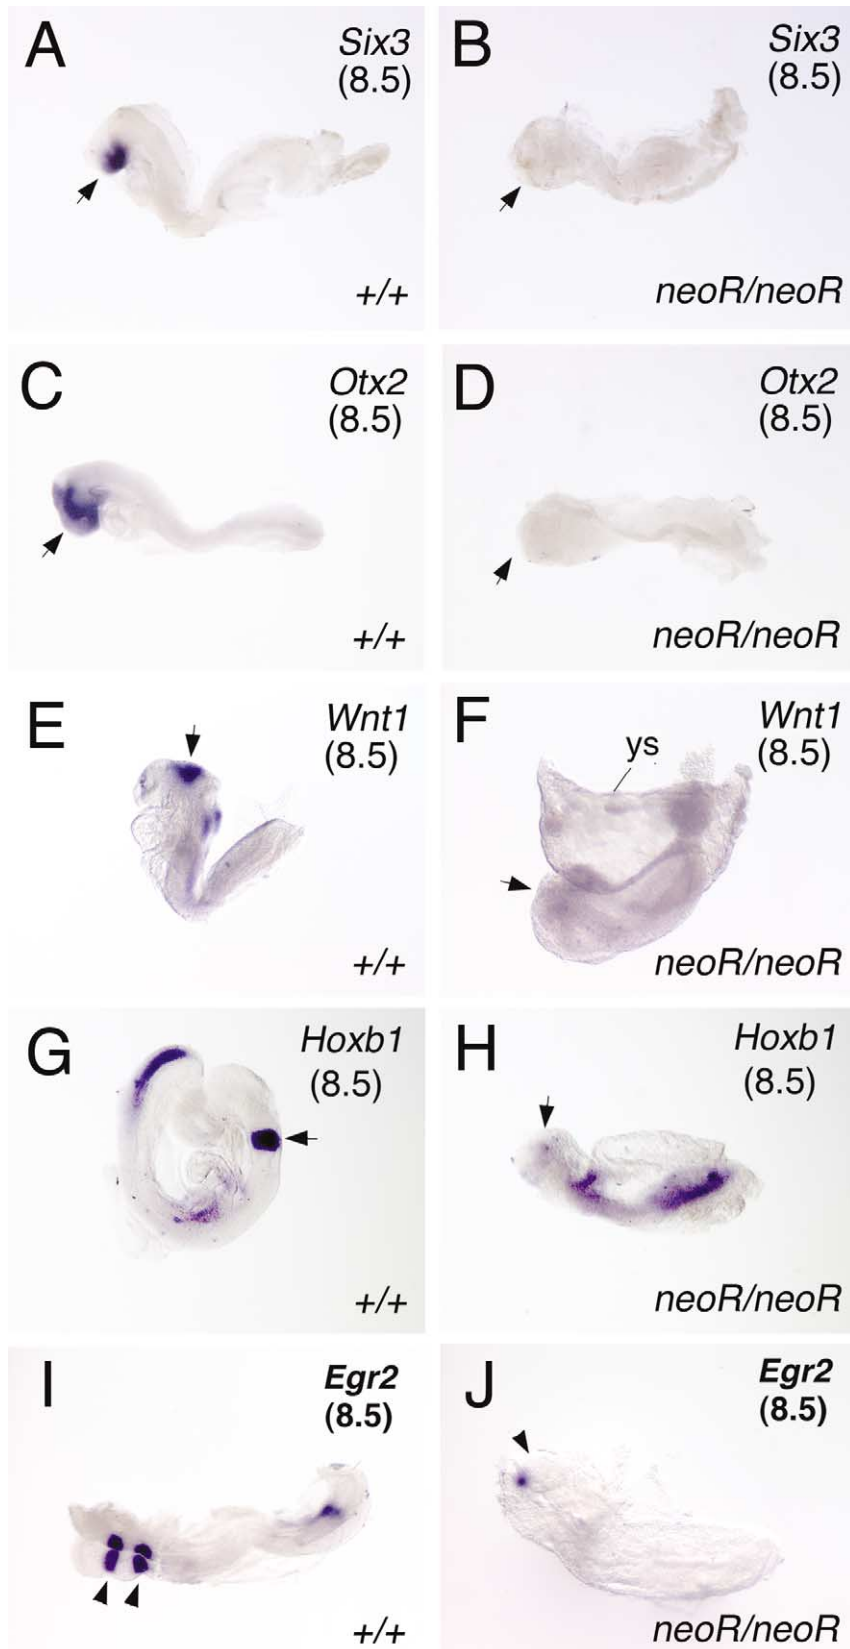 A
Six3
(8.5)
+/+
B
Six3
(8.5)
neoR/neoR
C
Otx2
(8.5)
+/+
D
Otx2
(8.5)
neoR/neoR
E
Wnt1
(8.5)
+/+
F
Wnt1
(8.5)
ys
neoR/neoR
G
Hoxb1
(8.5)
+/+
H
Hoxb1
(8.5)
neoR/neoR
I
Egr2
(8.5)
+/+
J
Egr2
(8.5)
neoR/neoR